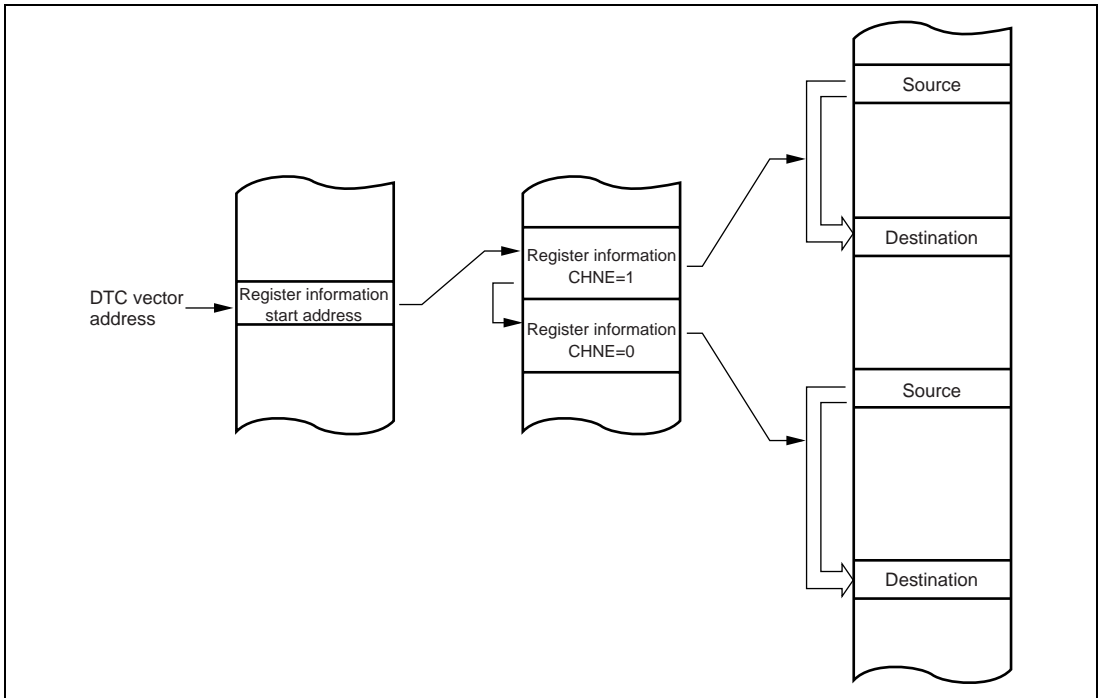 DTC vector
address
Register information
start address
Register information
CHNE=1
Register information
CHNE=0
Source
Destination
Source
Destination